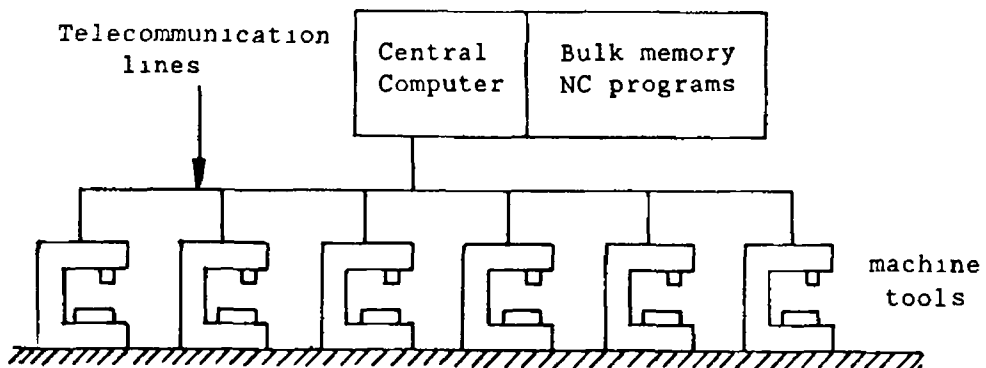 Telecommunication
lines
Central
Computer
Bulk memory
NC programs
machine
tools